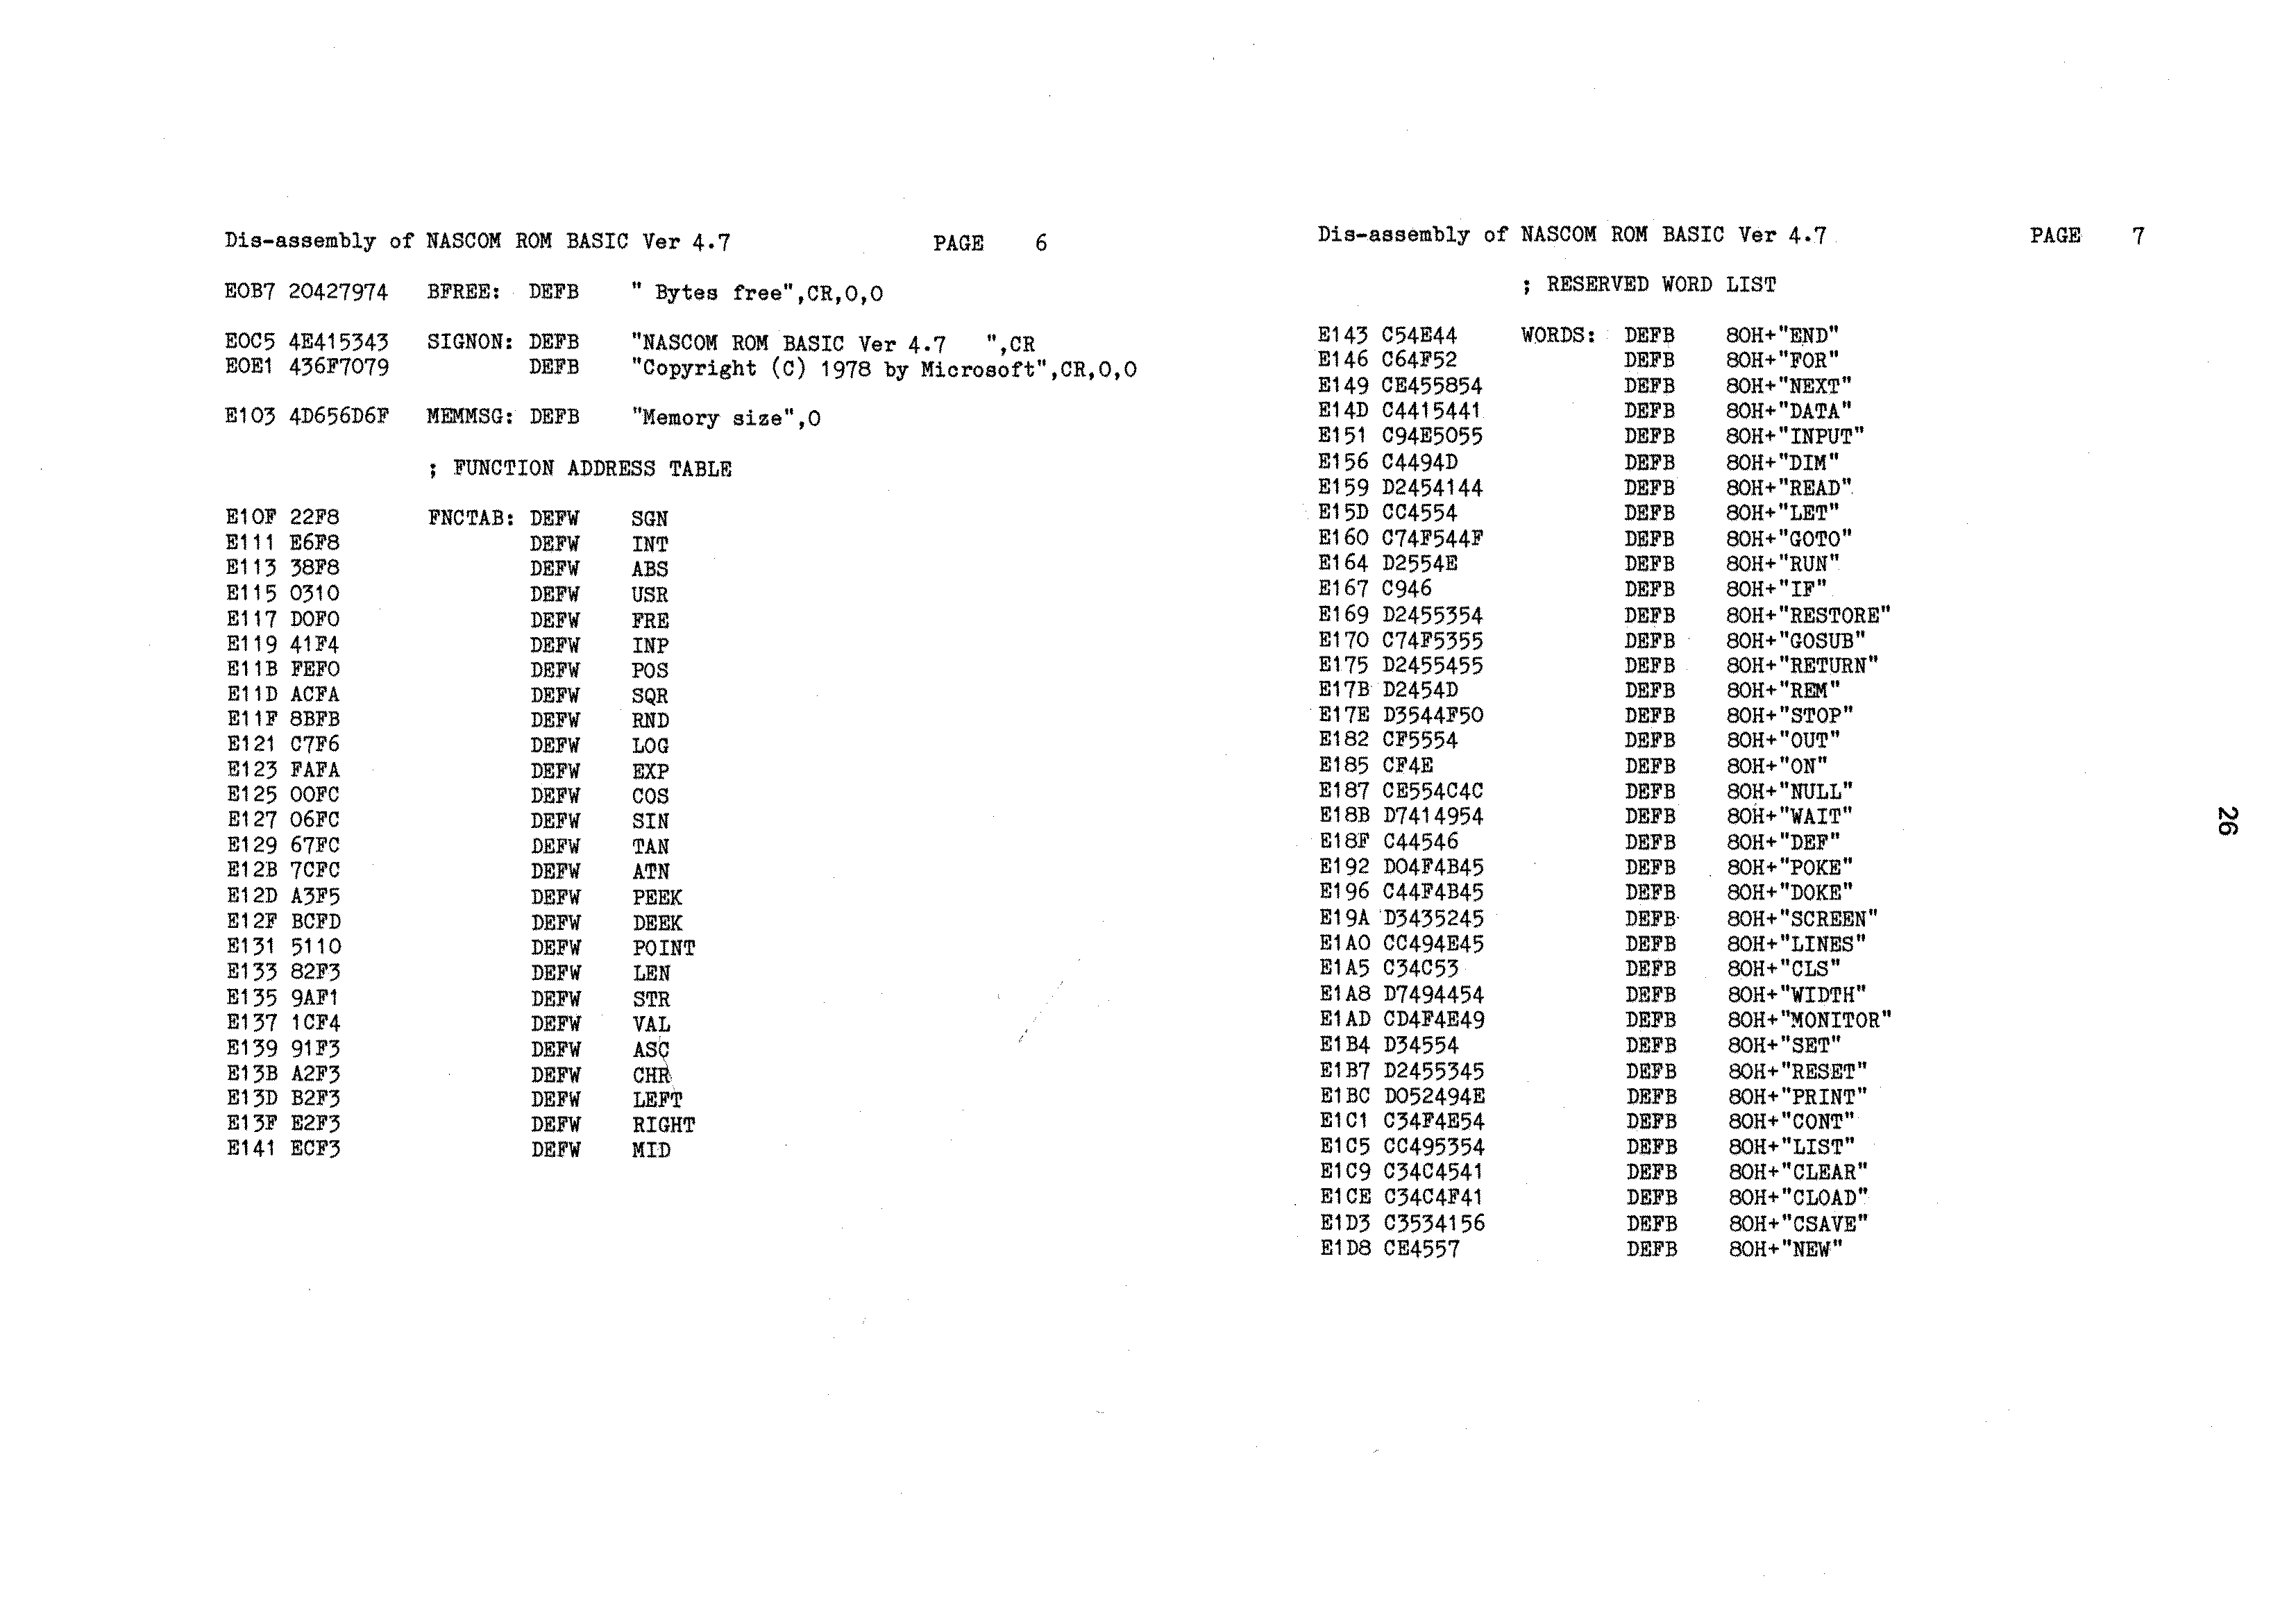 Dis-assembly of NASCOM ROM BASIC Ver 4.7 PAGE 6
E0B7 20427974 BFREE: DEFB " Bytes free",CR,0,0
E0C5 4E415343 SIGNON: DEFB "NASCOM ROM BASIC Ver 4.7   ",CR
E0E1 436F7079 DEFB "Copyright (C) 1978 by Microsoft",CR,0,0
E103 4D656D6F MEMMSG: DEFB "Memory size",0
; FUNCTION ADDRESS TABLE
E10F 22F8 FNCTAB: DEFW SGN
E111 E6F8 DEFW INT
E113 38F8 DEFW ABS
E115 0310 DEFW USR
E117 D0F0 DEFW FRE
E119 41F4 DEFW INP
E11B FEF0 DEFW POS
E11D ACFA DEFW SQR
E11F 8BFB DEFW RND
E121 C7F6 DEFW LOG
E123 FAFA DEFW EXP
E125 00FC DEFW COS
E127 06FC DEFW SIN
E129 67FC DEFW TAN
E12B 7CFC DEFW ATN
E12D A3F5 DEFW PEEK
E12F BCFD DEFW DEEK
E131 5110 DEFW POINT
E133 82F3 DEFW LEN
E135 9AF1 DEFW STR
E137 1CF4 DEFW VAL
E139 91F3 DEFW ASC
E13B A2F3 DEFW CHR
E13D B2F3 DEFW LEFT
E13F E2F3 DEFW RIGHT
E141 ECF3 DEFW MID
Dis-assembly of NASCOM ROM BASIC Ver 4.7 PAGE 7
; RESERVED WORD LIST
E143 C54E44 WORDS: DEFB 80H+"END"
E146 C64F52 DEFB 80H+"FOR"
E149 CE455854 DEFB 80H+"NEXT"
E14D C4415441 DEFB 80H+"DATA"
E151 C94E5055 DEFB 80H+"INPUT"
E156 C4494D DEFB 80H+"DIM"
E159 D2454144 DEFB 80H+"READ"
E15D CC4554 DEFB 80H+"LET"
E160 C74F544F DEFB 80H+"GOTO"
E164 D2554E DEFB 80H+"RUN"
E167 C946 DEFB 80H+"IF"
E169 D2455354 DEFB 80H+"RESTORE"
E170 C74F5355 DEFB 80H+"GOSUB"
E175 D2455455 DEFB 80H+"RETURN"
E17B D2454D DEFB 80H+"REM"
E17E D3544F50 DEFB 80H+"STOP"
E182 CF5554 DEFB 80H+"OUT"
E185 CF4E DEFB 80H+"ON"
E187 CE554C4C DEFB 80H+"NULL"
E18B D7414954 DEFB 80H+"WAIT"
E18F C44546 DEFB 80H+"DEF"
E192 D04F4B45 DEFB 80H+"POKE"
E196 C44F4B45 DEFB 80H+"DOKE"
E19A D3435245 DEFB 80H+"SCREEN"
E1A0 CC494E45 DEFB 80H+"LINES"
E1A5 C34C53 DEFB 80H+"CLS"
E1A8 D7494454 DEFB 80H+"WIDTH"
E1AD CD4F4E49 DEFB 80H+"MONITOR"
E1B4 D34554 DEFB 80H+"SET"
E1B7 D2455345 DEFB 80H+"RESET"
E1BC D052494E DEFB 80H+"PRINT"
E1C1 C34F4E54 DEFB 80H+"CONT"
E1C5 CC495354 DEFB 80H+"LIST"
E1C9 C34C4541 DEFB 80H+"CLEAR"
E1CE C34C4F41 DEFB 80H+"CLOAD"
E1D3 C3534156 DEFB 80H+"CSAVE"
E1D8 CE4557 DEFB 80H+"NEW"
26